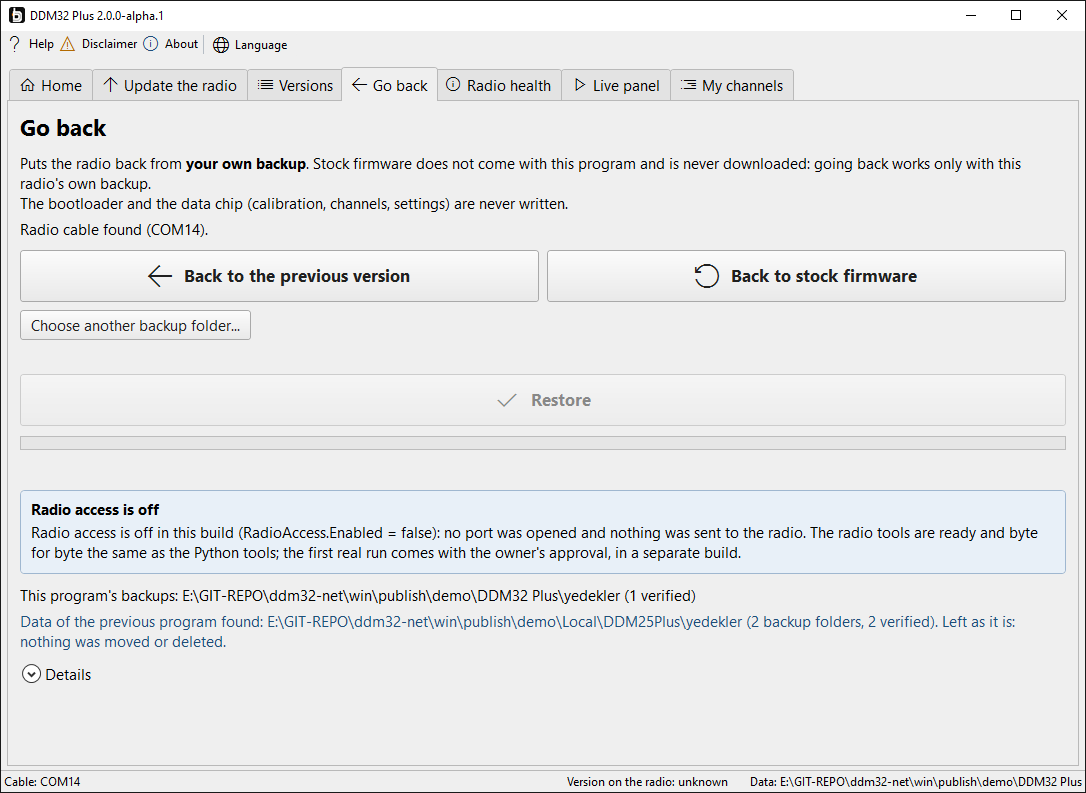 DDM32 Plus 2.0.0-alpha.1
? Help Disclaimer About Language
Home Update the radio Versions Go back Radio health Live panel My channels
Go back
Puts the radio back from your own backup. Stock firmware does not come with this program and is never downloaded: going back works only with this
radio's own backup.
The bootloader and the data chip (calibration, channels, settings) are never written.
Radio cable found (COM14).
Back to the previous version Back to stock firmware
Choose another backup folder...
Restore
Radio access is off
Radio access is off in this build (RadioAccess.Enabled = false): no port was opened and nothing was sent to the radio. The radio tools are ready and byte
for byte the same as the Python tools; the first real run comes with the owner's approval, in a separate build.
This program's backups: E:\GIT-REPO\ddm32-net\win\publish\demo\DDM32 Plus\yedekler (1 verified)
Data of the previous program found: E:\GIT-REPO\ddm32-net\win\publish\demo\Local\DDM25Plus\yedekler (2 backup folders, 2 verified). Left as it is:
nothing was moved or deleted.
Details
Cable: COM14 Version on the radio: unknown Data: E:\GIT-REPO\ddm32-net\win\publish\demo\DDM32 Plus